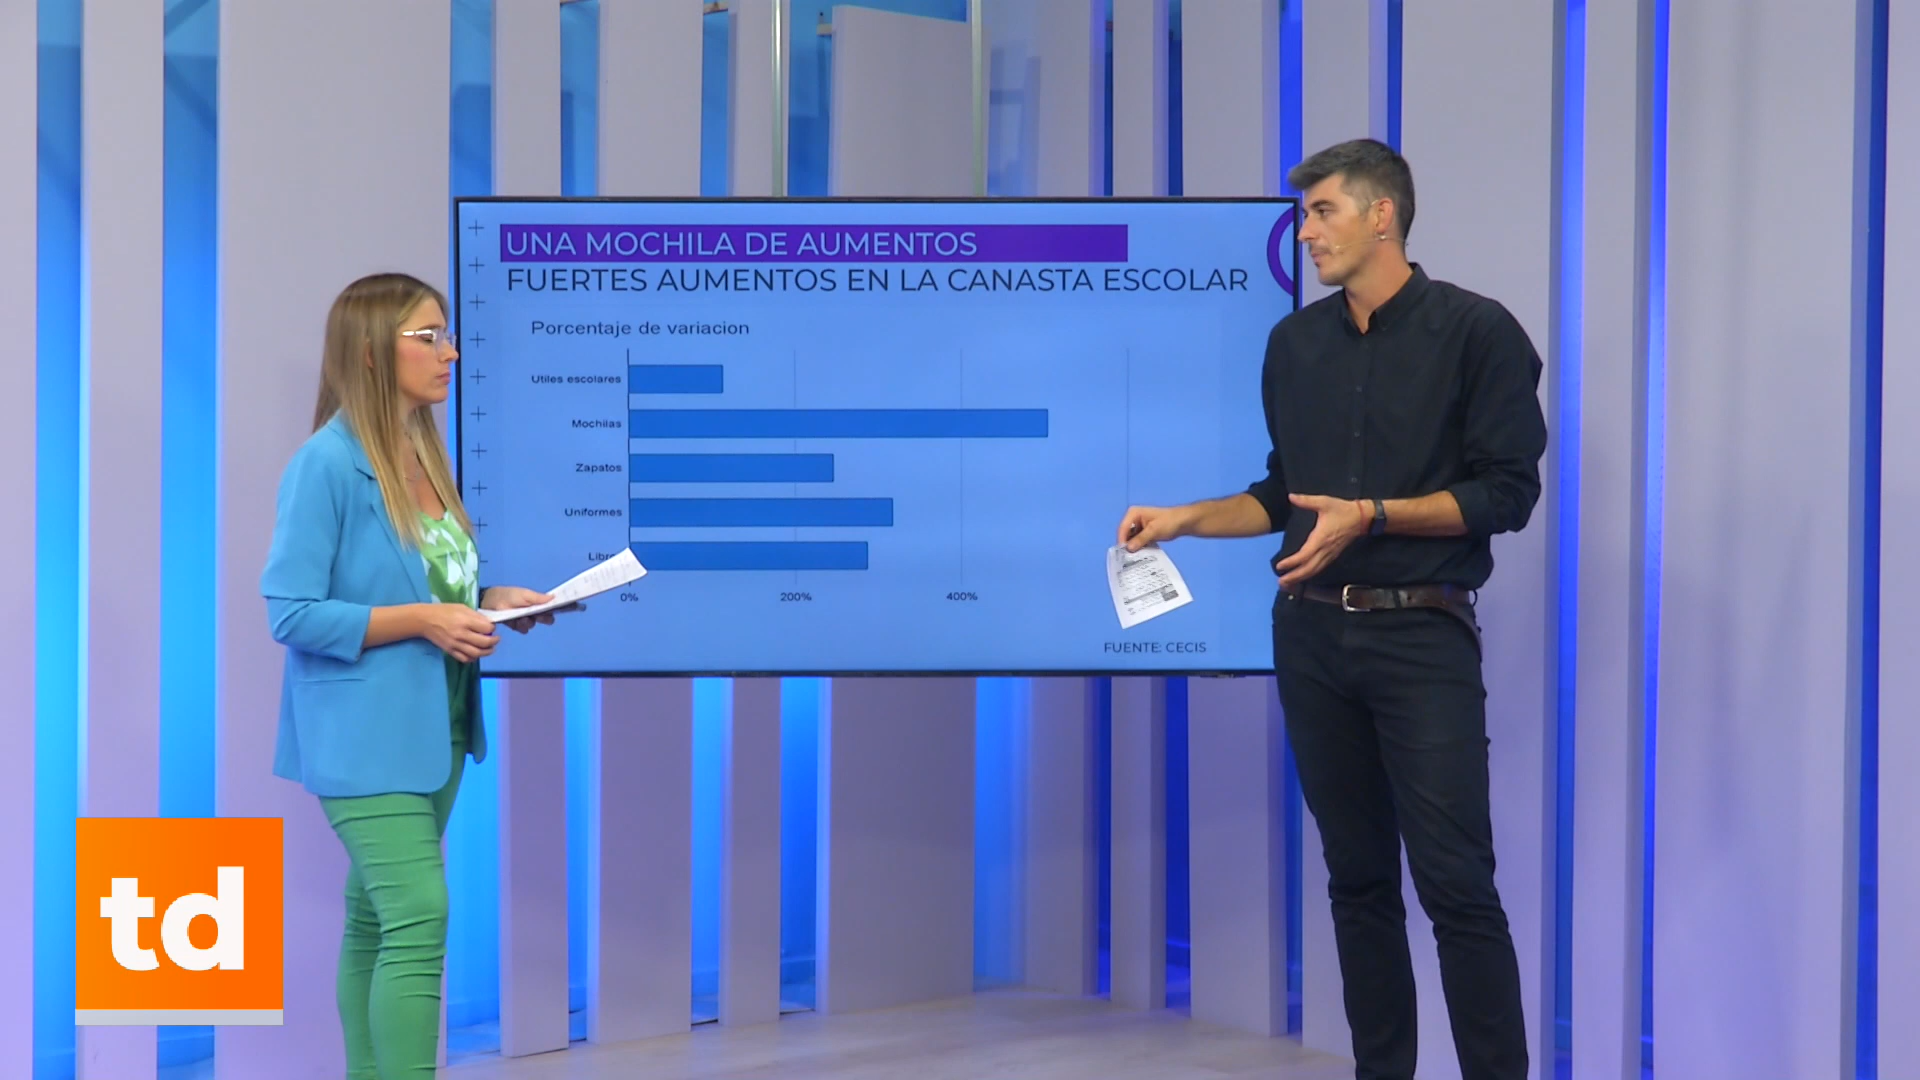 UNA MOCHILA DE AUMENTOS
FUERTES AUMENTOS EN LA CANASTA ESCOLAR
Porcentaje de variacion
Utiles escolares
Mochilas
Zapatos
Uniformes
0%
200%
400%
FUENTE: CECIS
td